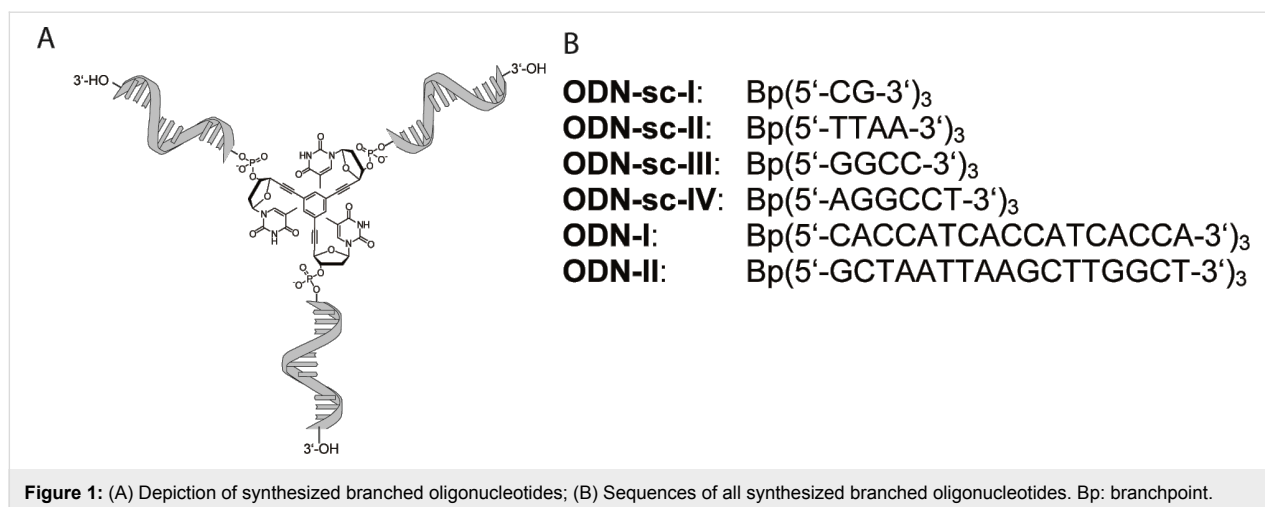 A
B
3‘-HO
3‘-OH
3‘-OH
ODN-sc-I: Bp(5‘-CG-3‘)3
ODN-sc-II: Bp(5‘-TTAA-3‘)3
ODN-sc-III: Bp(5‘-GGCC-3‘)3
ODN-sc-IV: Bp(5‘-AGGCCT-3‘)3
ODN-I: Bp(5‘-CACCATCACCATCACCA-3‘)3
ODN-II: Bp(5‘-GCTAATTAAGCTTGGCT-3‘)3
Figure 1: (A) Depiction of synthesized branched oligonucleotides; (B) Sequences of all synthesized branched oligonucleotides. Bp: branchpoint.